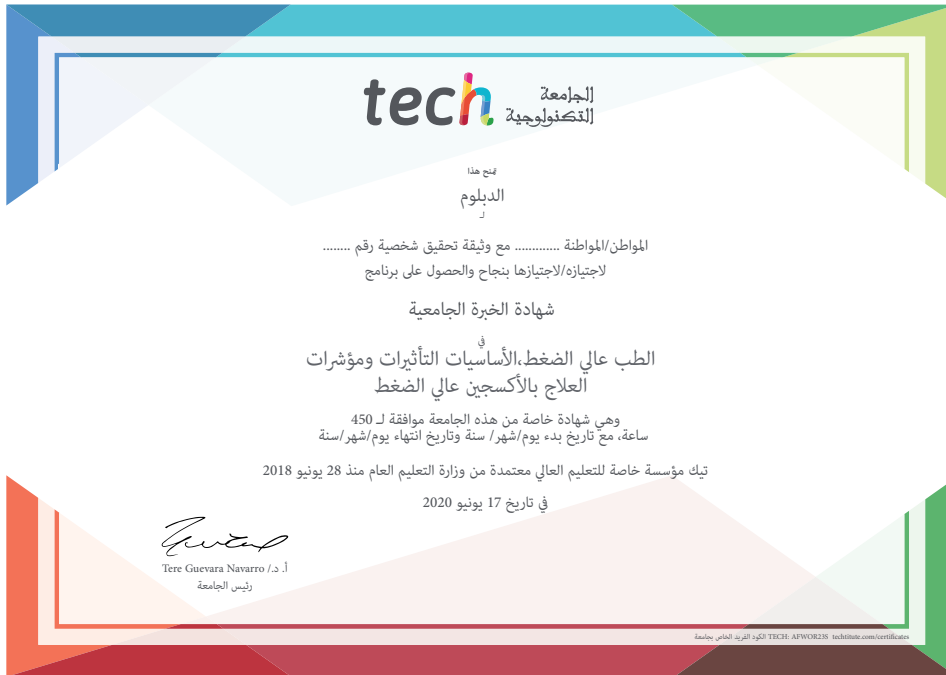 tech الجامعة
التكنولوجية
يمنح هذا
الدبلوم
لـ
المواطن/المواطنة ............ مع وثيقة تحقيق شخصية رقم ........
لاجتيازه/لاجتيازها بنجاح والحصول على برنامج
شهادة الخبرة الجامعية
في
الطب عالي الضغط،الأساسيات التأثيرات ومؤشرات
العلاج بالأكسجين عالي الضغط
وهي شهادة خاصة من هذه الجامعة موافقة لـ 450
ساعة، مع تاريخ بدء يوم/شهر/ سنة وتاريخ انتهاء يوم/شهر/سنة
تيك مؤسسة خاصة للتعليم العالي معتمدة من وزارة التعليم العام منذ 28 يونيو 2018
في تاريخ 17 يونيو 2020
أ. د./ Tere Guevara Navarro
رئيس الجامعة
الكود الفريد الخاص بجامعة TECH: AFWOR23S techtitute.com/certificates